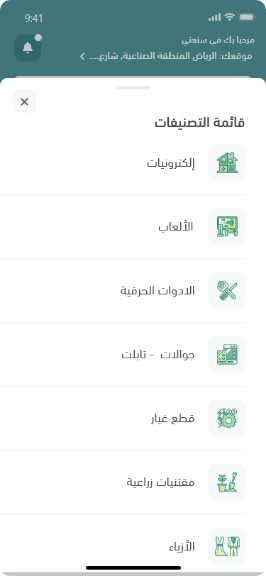 9:41
مرحبا بك في سنعتي
موقعك: الرياض المنطقة الصناعية, شارع....
قائمة التصنيفات
إلكترونيات
الألعاب
الادوات الحرفية
جوالات - تابلت
قطع غيار
مقتنيات زراعية
الأزياء